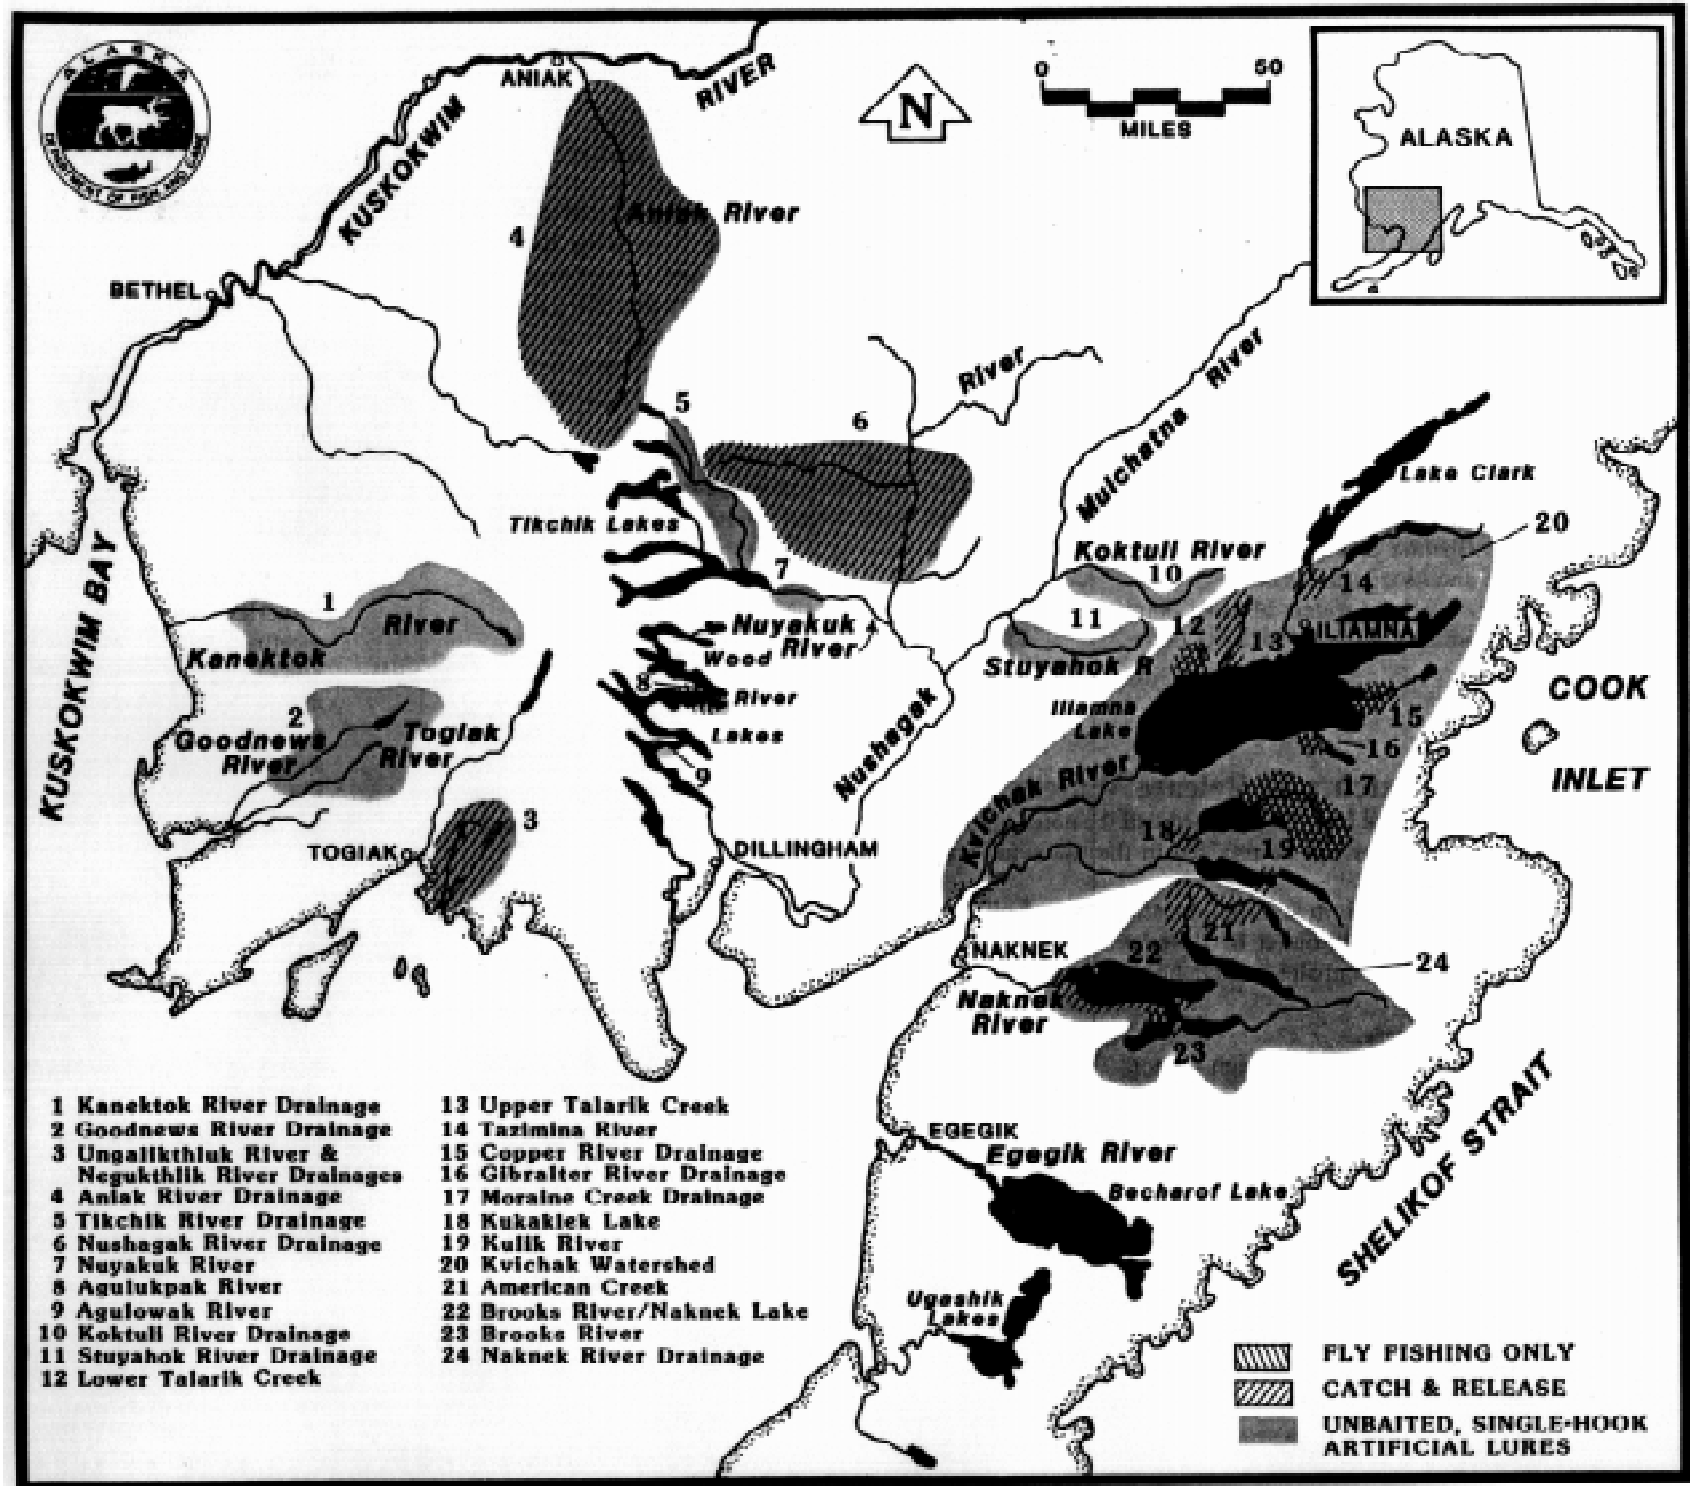 ALASKA
DEPARTMENT OF FISH AND GAME
ANIAK
RIVER
KUSKOKWIM
N
0 50
MILES
ALASKA
4
Aniak River
BETHEL
River
River
Mulchatna
5
6
Lake Clark
Tikchik Lakes
20
KUSKOKWIM BAY
7
Koktuli River
10
14
1
River
Kanektok
11
12
13
ILIAMNA
Nuyakuk
River
Wood
Stuyahok R
8
River
Lakes
COOK
INLET
Iliamna
Lake
15
16
2
Goodnews
River
Togiak
River
9
Nushagak
Kvichak River
17
3
18
19
TOGIAK
DILLINGHAM
NAKNEK
21
22
24
Naknek
River
23
EGEGIK
Egegik River
Becharof Lake
SHELIKOF STRAIT
Ugashik
Lakes
1 Kanektok River Drainage
2 Goodnews River Drainage
3 Ungalikthluk River &
Negukthlik River Drainages
4 Aniak River Drainage
5 Tikchik River Drainage
6 Nushagak River Drainage
7 Nuyakuk River
8 Agulukpak River
9 Agulowak River
10 Koktuli River Drainage
11 Stuyahok River Drainage
12 Lower Talarik Creek
13 Upper Talarik Creek
14 Tazimina River
15 Copper River Drainage
16 Gibralter River Drainage
17 Moraine Creek Drainage
18 Kukaklek Lake
19 Kulik River
20 Kvichak Watershed
21 American Creek
22 Brooks River/Naknek Lake
23 Brooks River
24 Naknek River Drainage
FLY FISHING ONLY
CATCH & RELEASE
UNBAITED, SINGLE-HOOK
ARTIFICIAL LURES